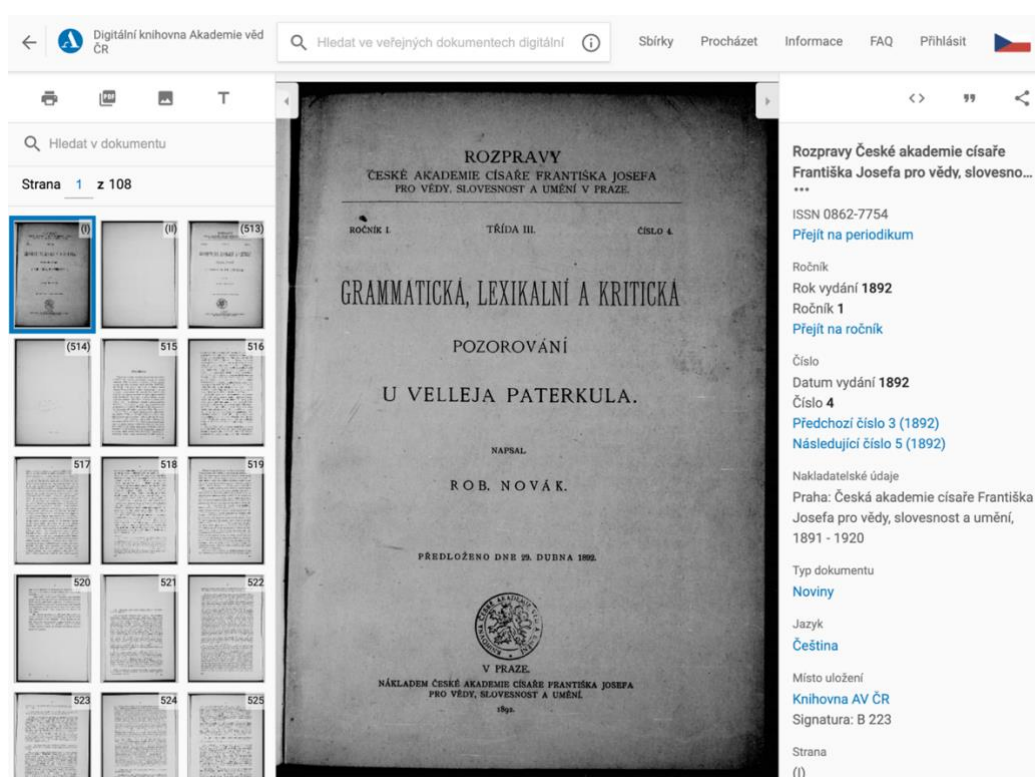 Digitální knihovna Akademie věd
ČR
Hledat ve veřejných dokumentech digitální
Sbírky
Procházet
Informace
FAQ
Přihlásit
PDF
T
Hledat v dokumentu
Strana 1 z 108
(I)
(II)
(513)
(514)
515
516
517
518
519
520
521
522
523
524
525
ROZPRAVY
ČESKÉ AKADEMIE CÍSAŘE FRANTIŠKA JOSEFA
PRO VĚDY, SLOVESNOST A UMĚNÍ V PRAZE.
ROČNÍK I. TŘÍDA III. ČÍSLO 4.
GRAMMATICKÁ, LEXIKALNÍ A KRITICKÁ
POZOROVÁNÍ
U VELLEJA PATERKULA.
NAPSAL
ROB. NOVÁK.
PŘEDLOŽENO DNE 29. DUBNA 1892.
V PRAZE.
NÁKLADEM ČESKÉ AKADEMIE CÍSAŘE FRANTIŠKA JOSEFA
PRO VĚDY, SLOVESNOST A UMĚNÍ.
1892.
Rozpravy České akademie císaře
Františka Josefa pro vědy, slovesno...
ISSN 0862-7754
Přejít na periodikum
Ročník
Rok vydání 1892
Ročník 1
Přejít na ročník
Číslo
Datum vydání 1892
Číslo 4
Předchozí číslo 3 (1892)
Následující číslo 5 (1892)
Nakladatelské údaje
Praha: Česká akademie císaře Františka
Josefa pro vědy, slovesnost a umění,
1891 - 1920
Typ dokumentu
Noviny
Jazyk
Čeština
Místo uložení
Knihovna AV ČR
Signatura: B 223
Strana
(I)